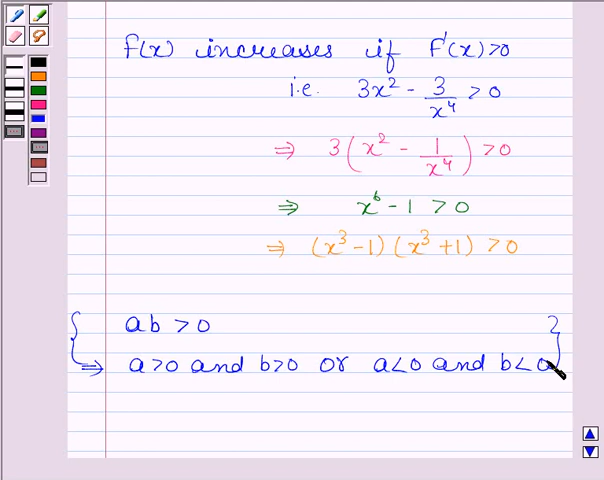 f(x) increases if f'(x)>0
i.e. 3x² - 3/x⁴ > 0
⇒ 3(x² - 1/x⁴) > 0
⇒ x⁶ - 1 > 0
⇒ (x³ - 1)(x³ + 1) > 0
{ ab > 0
⇒ a>0 and b>0 or a<0 and b<0 }